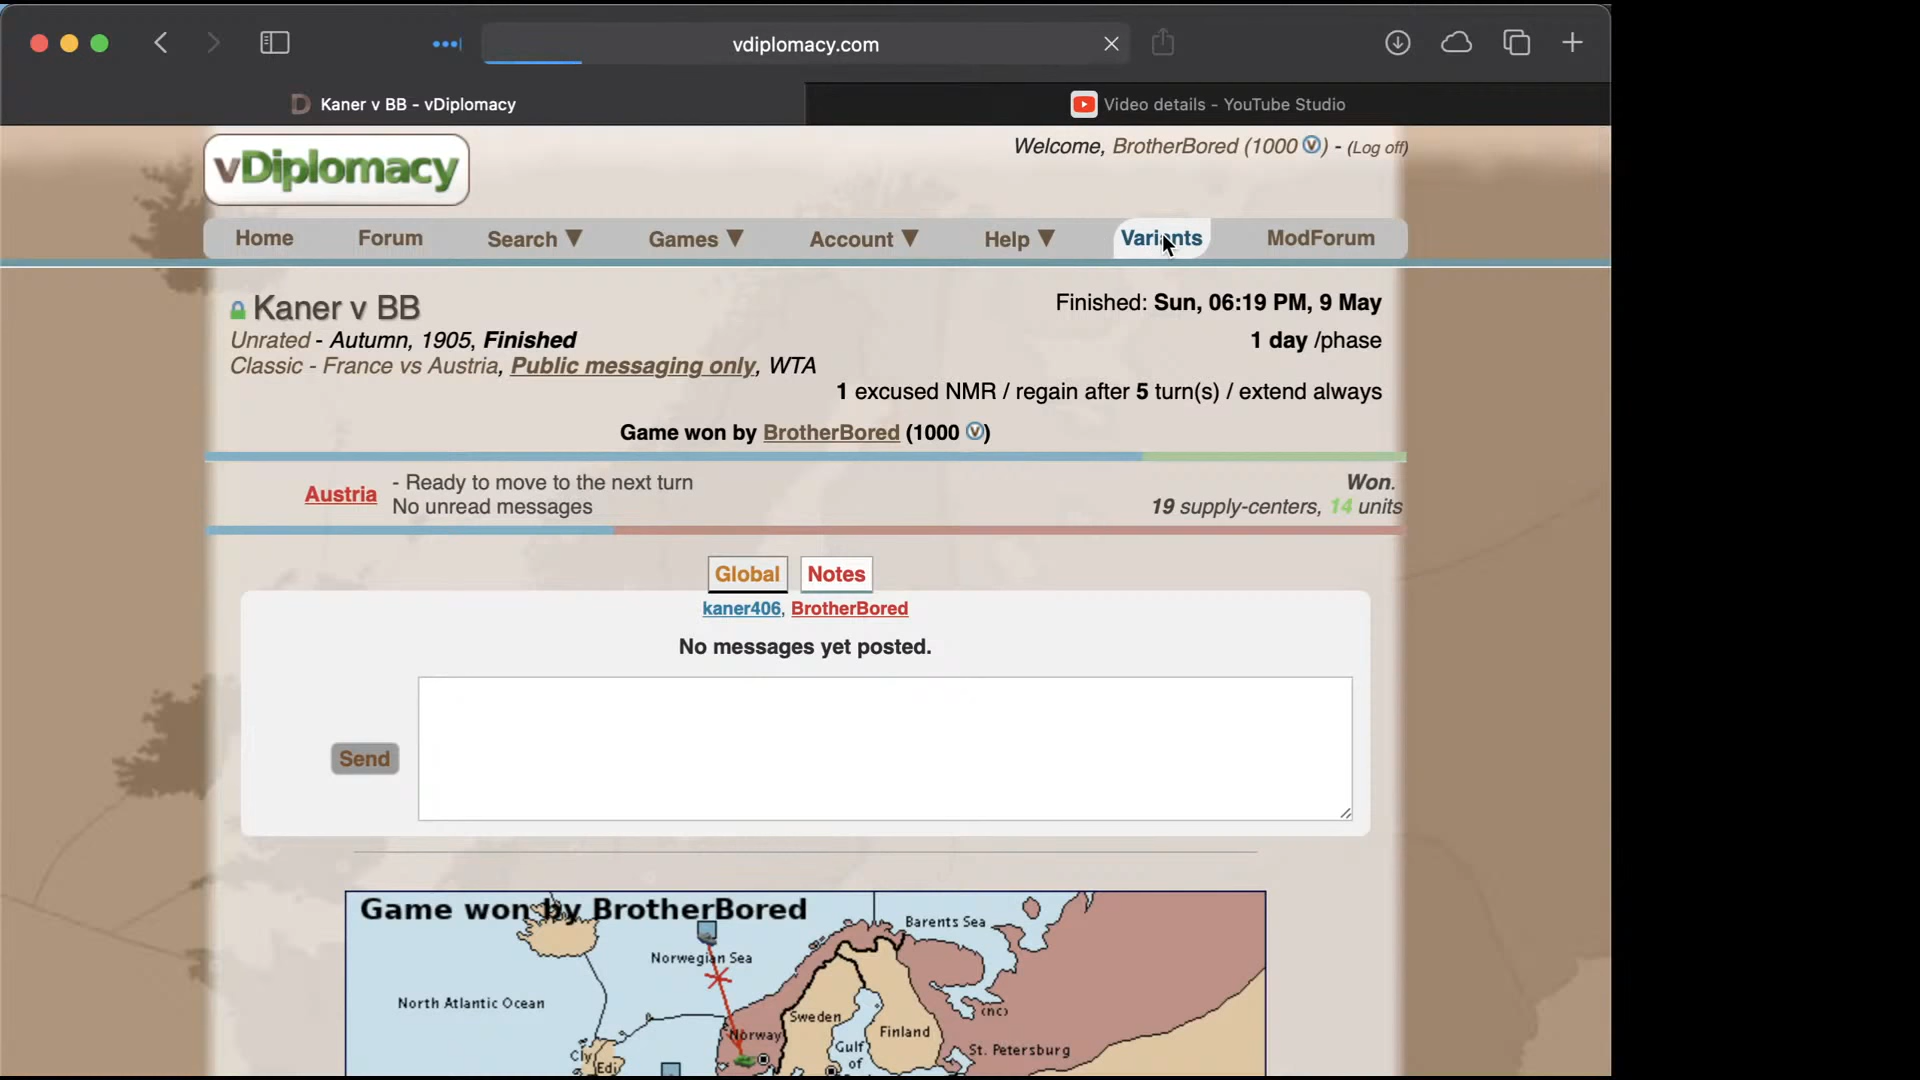 vdiplomacy.com
Kaner v BB - vDiplomacy
Video details - YouTube Studio
vDiplomacy
Welcome, BrotherBored (1000 V) - (Log off)
Home Forum Search ▼ Games ▼ Account ▼ Help ▼ Variants ModForum
Kaner v BB
Finished: Sun, 06:19 PM, 9 May
Unrated - Autumn, 1905, Finished
1 day /phase
Classic - France vs Austria, Public messaging only, WTA
1 excused NMR / regain after 5 turn(s) / extend always
Game won by BrotherBored (1000 V)
Austria
- Ready to move to the next turn
No unread messages
Won.
19 supply-centers, 14 units
Global Notes
kaner406, BrotherBored
No messages yet posted.
Send
Game won by BrotherBored
Barents Sea
Norwegian Sea
North Atlantic Ocean
(nc)
Sweden
Finland
Norway
St. Petersburg
Gulf
of
Cly
Edi